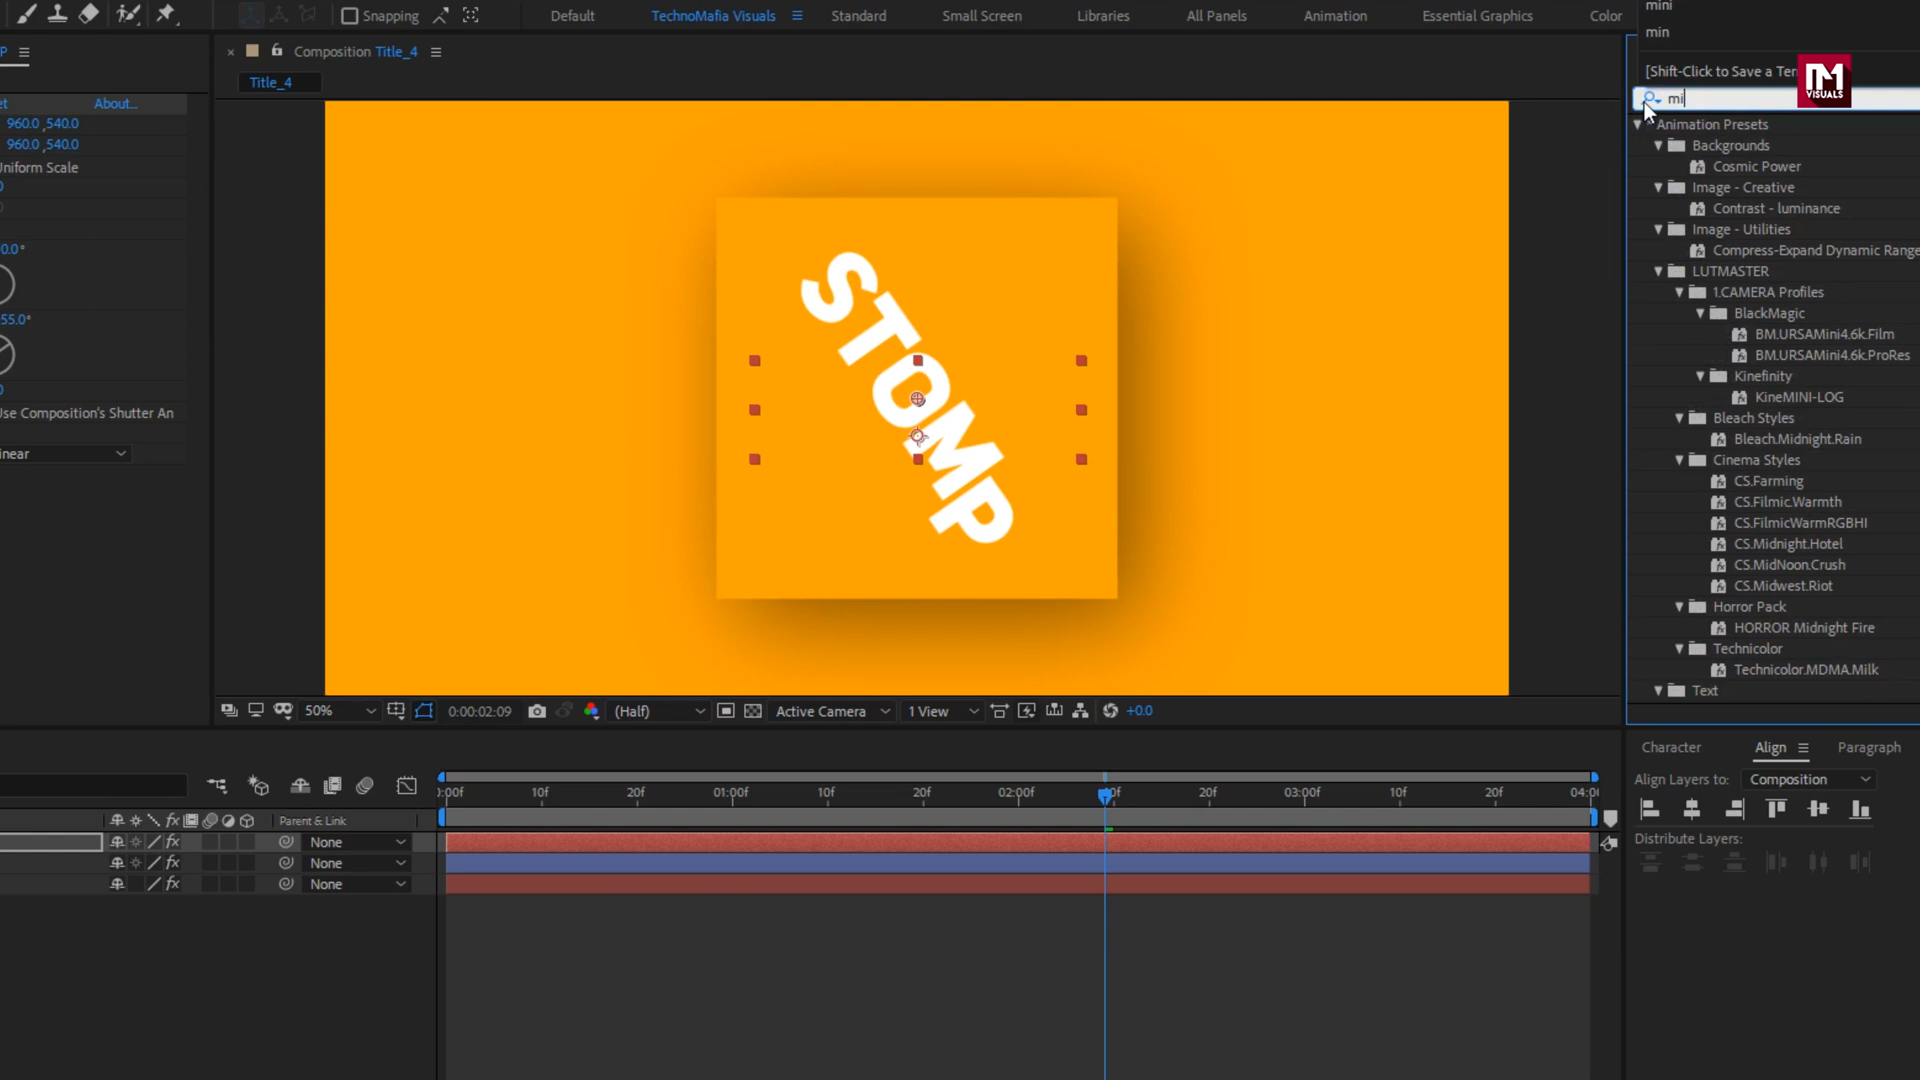 Snapping
Default
TechnoMafia Visuals
Standard
Small Screen
Libraries
All Panels
Animation
Essential Graphics
Color
mini
min
[Shift-Click to Save a Ter
VISUALS
mi
Composition Title_4
Title_4
About...
960.0 ,540.0
960.0 ,540.0
Uniform Scale
0.0°
55.0°
Use Composition's Shutter An
inear
STOMP
Animation Presets
Backgrounds
Cosmic Power
Image - Creative
Contrast - luminance
Image - Utilities
Compress-Expand Dynamic Range
LUTMASTER
1.CAMERA Profiles
BlackMagic
BM.URSAMini4.6k.Film
BM.URSAMini4.6k.ProRes
Kinefinity
KineMINI-LOG
Bleach Styles
Bleach.Midnight.Rain
Cinema Styles
CS.Farming
CS.Filmic.Warmth
CS.FilmicWarmRGBHI
CS.Midnight.Hotel
CS.MidNoon.Crush
CS.Midwest.Riot
Horror Pack
HORROR Midnight Fire
Technicolor
Technicolor.MDMA.Milk
Text
50%
0:00:02:09
(Half)
Active Camera
1 View
+0.0
Character
Align
Paragraph
Align Layers to:
Composition
Distribute Layers:
:00f
10f
20f
01:00f
10f
20f
02:00f
0f
20f
03:00f
10f
20f
04:00
Parent & Link
None
None
None